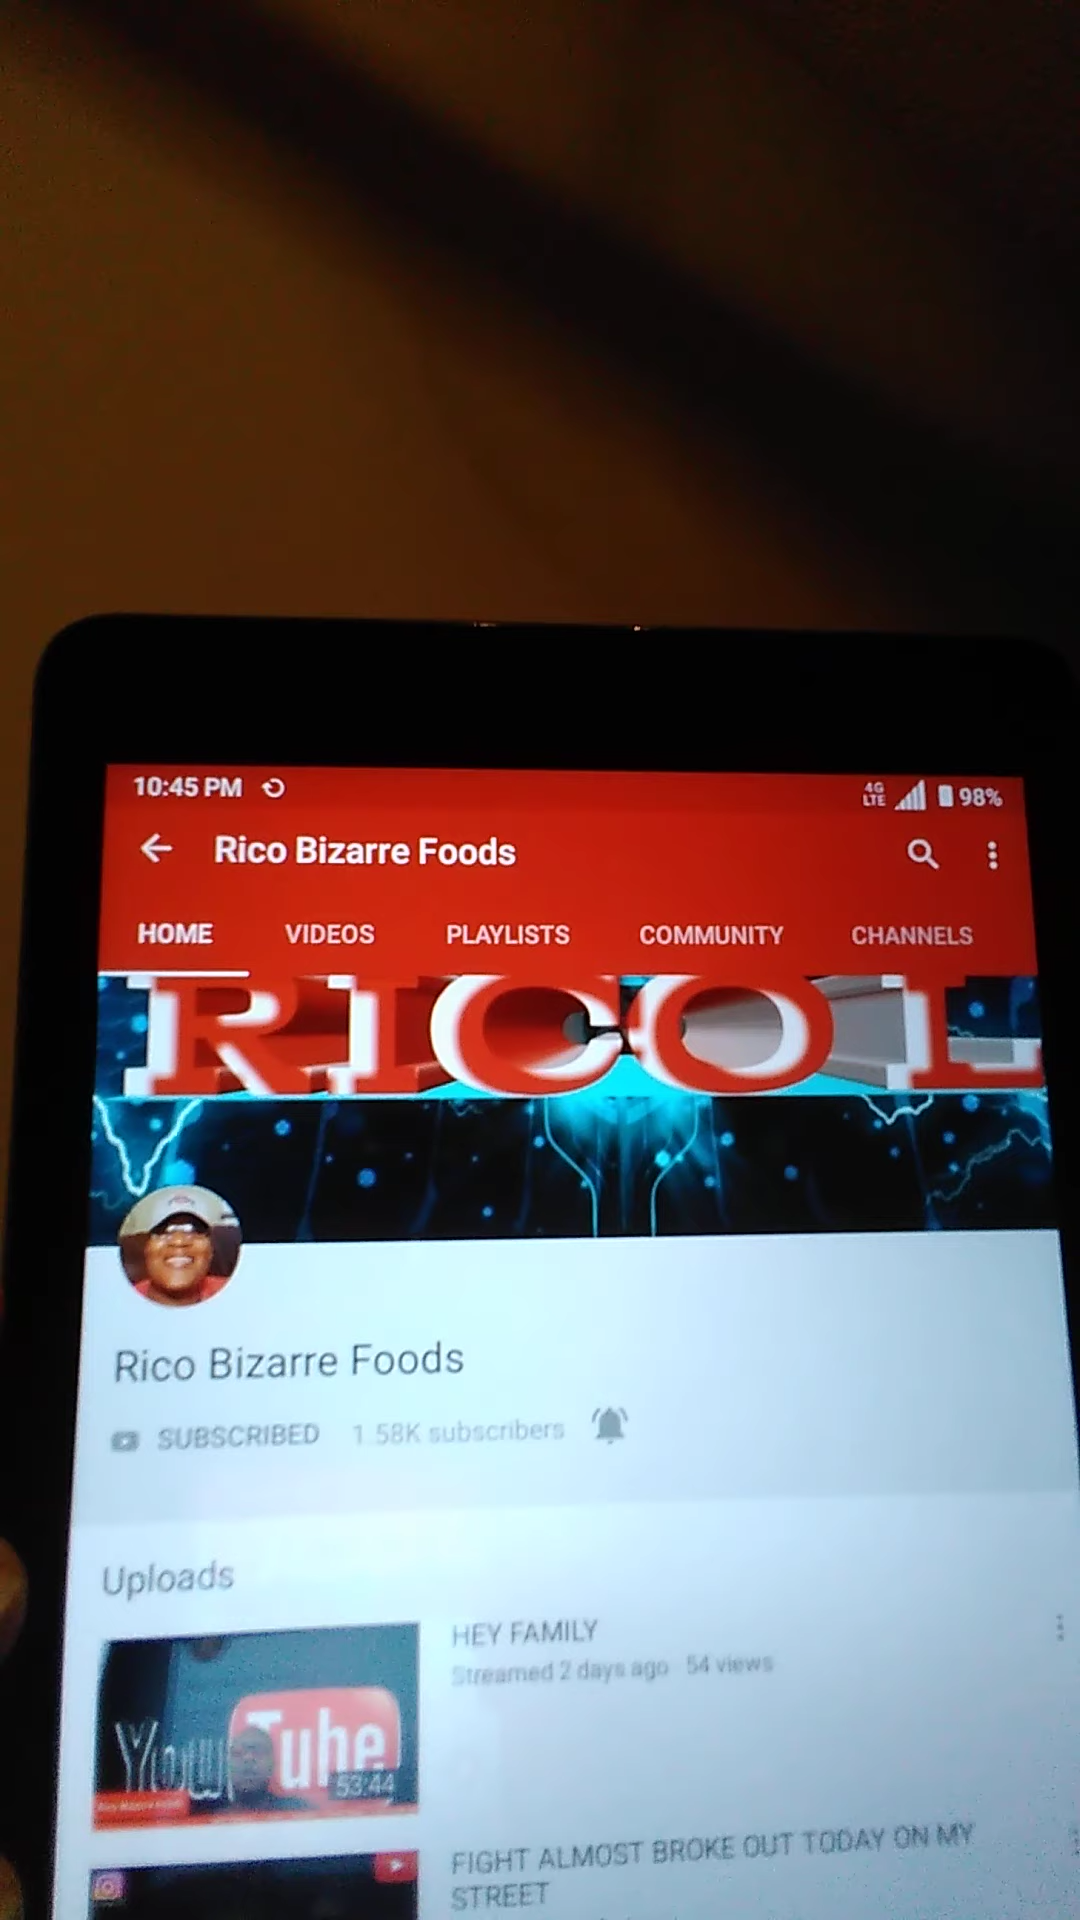 10:45 PM 4G LTE 98%
Rico Bizarre Foods
HOME VIDEOS PLAYLISTS COMMUNITY CHANNELS
RICO L
Rico Bizarre Foods
SUBSCRIBED 1.58K subscribers
Uploads
HEY FAMILY
Streamed 2 days ago 54 views
You Tube
53:44
FIGHT ALMOST BROKE OUT TODAY ON MY
STREET